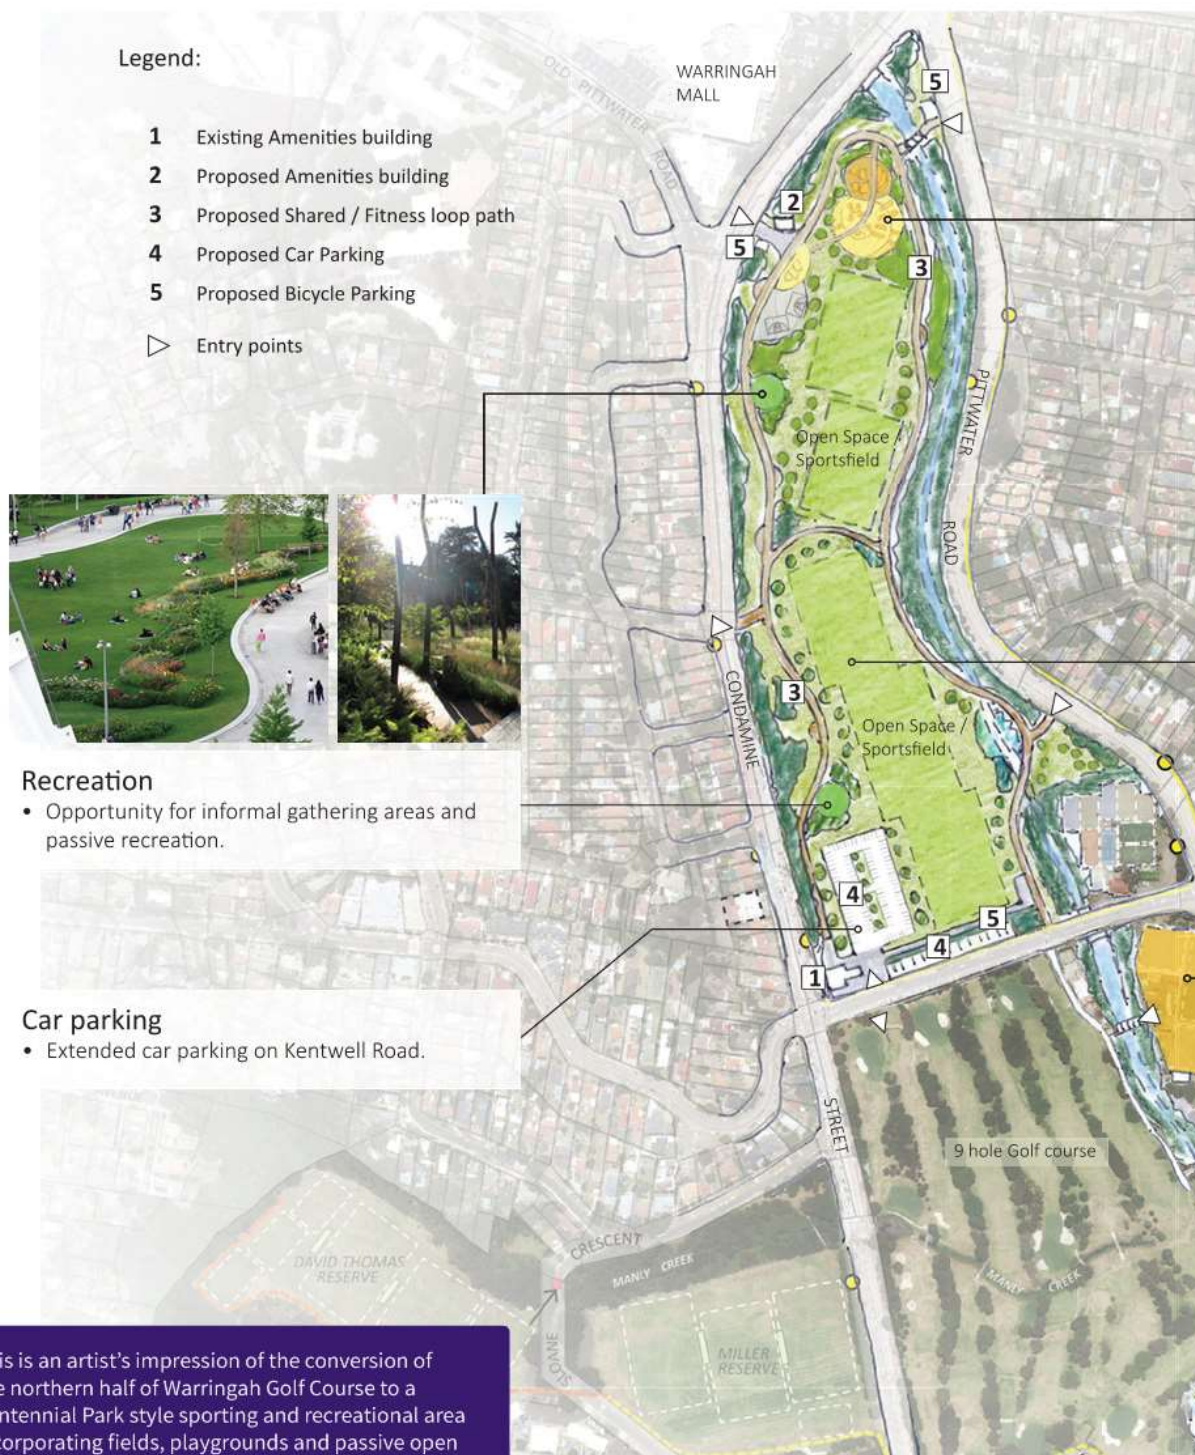 Legend:
1 Existing Amenities building
2 Proposed Amenities building
3 Proposed Shared / Fitness loop path
4 Proposed Car Parking
5 Proposed Bicycle Parking
Entry points
OLD PITTWATER
ROAD
WARRINGAH
MALL
5
2
5
3
PITTWATER
ROAD
Open Space /
Sportsfield
CONDAMINE
3
Open Space /
Sportsfield
Recreation
• Opportunity for informal gathering areas and
passive recreation.
4
5
4
1
Car parking
• Extended car parking on Kentwell Road.
STREET
9 hole Golf course
DAVID THOMAS
RESERVE
CRESCENT
MANLY CREEK
MANLY CREEK
SLOANE
MILLER
RESERVE
is is an artist's impression of the conversion of
e northern half of Warringah Golf Course to a
ntennial Park style sporting and recreational area
corporating fields, playgrounds and passive open